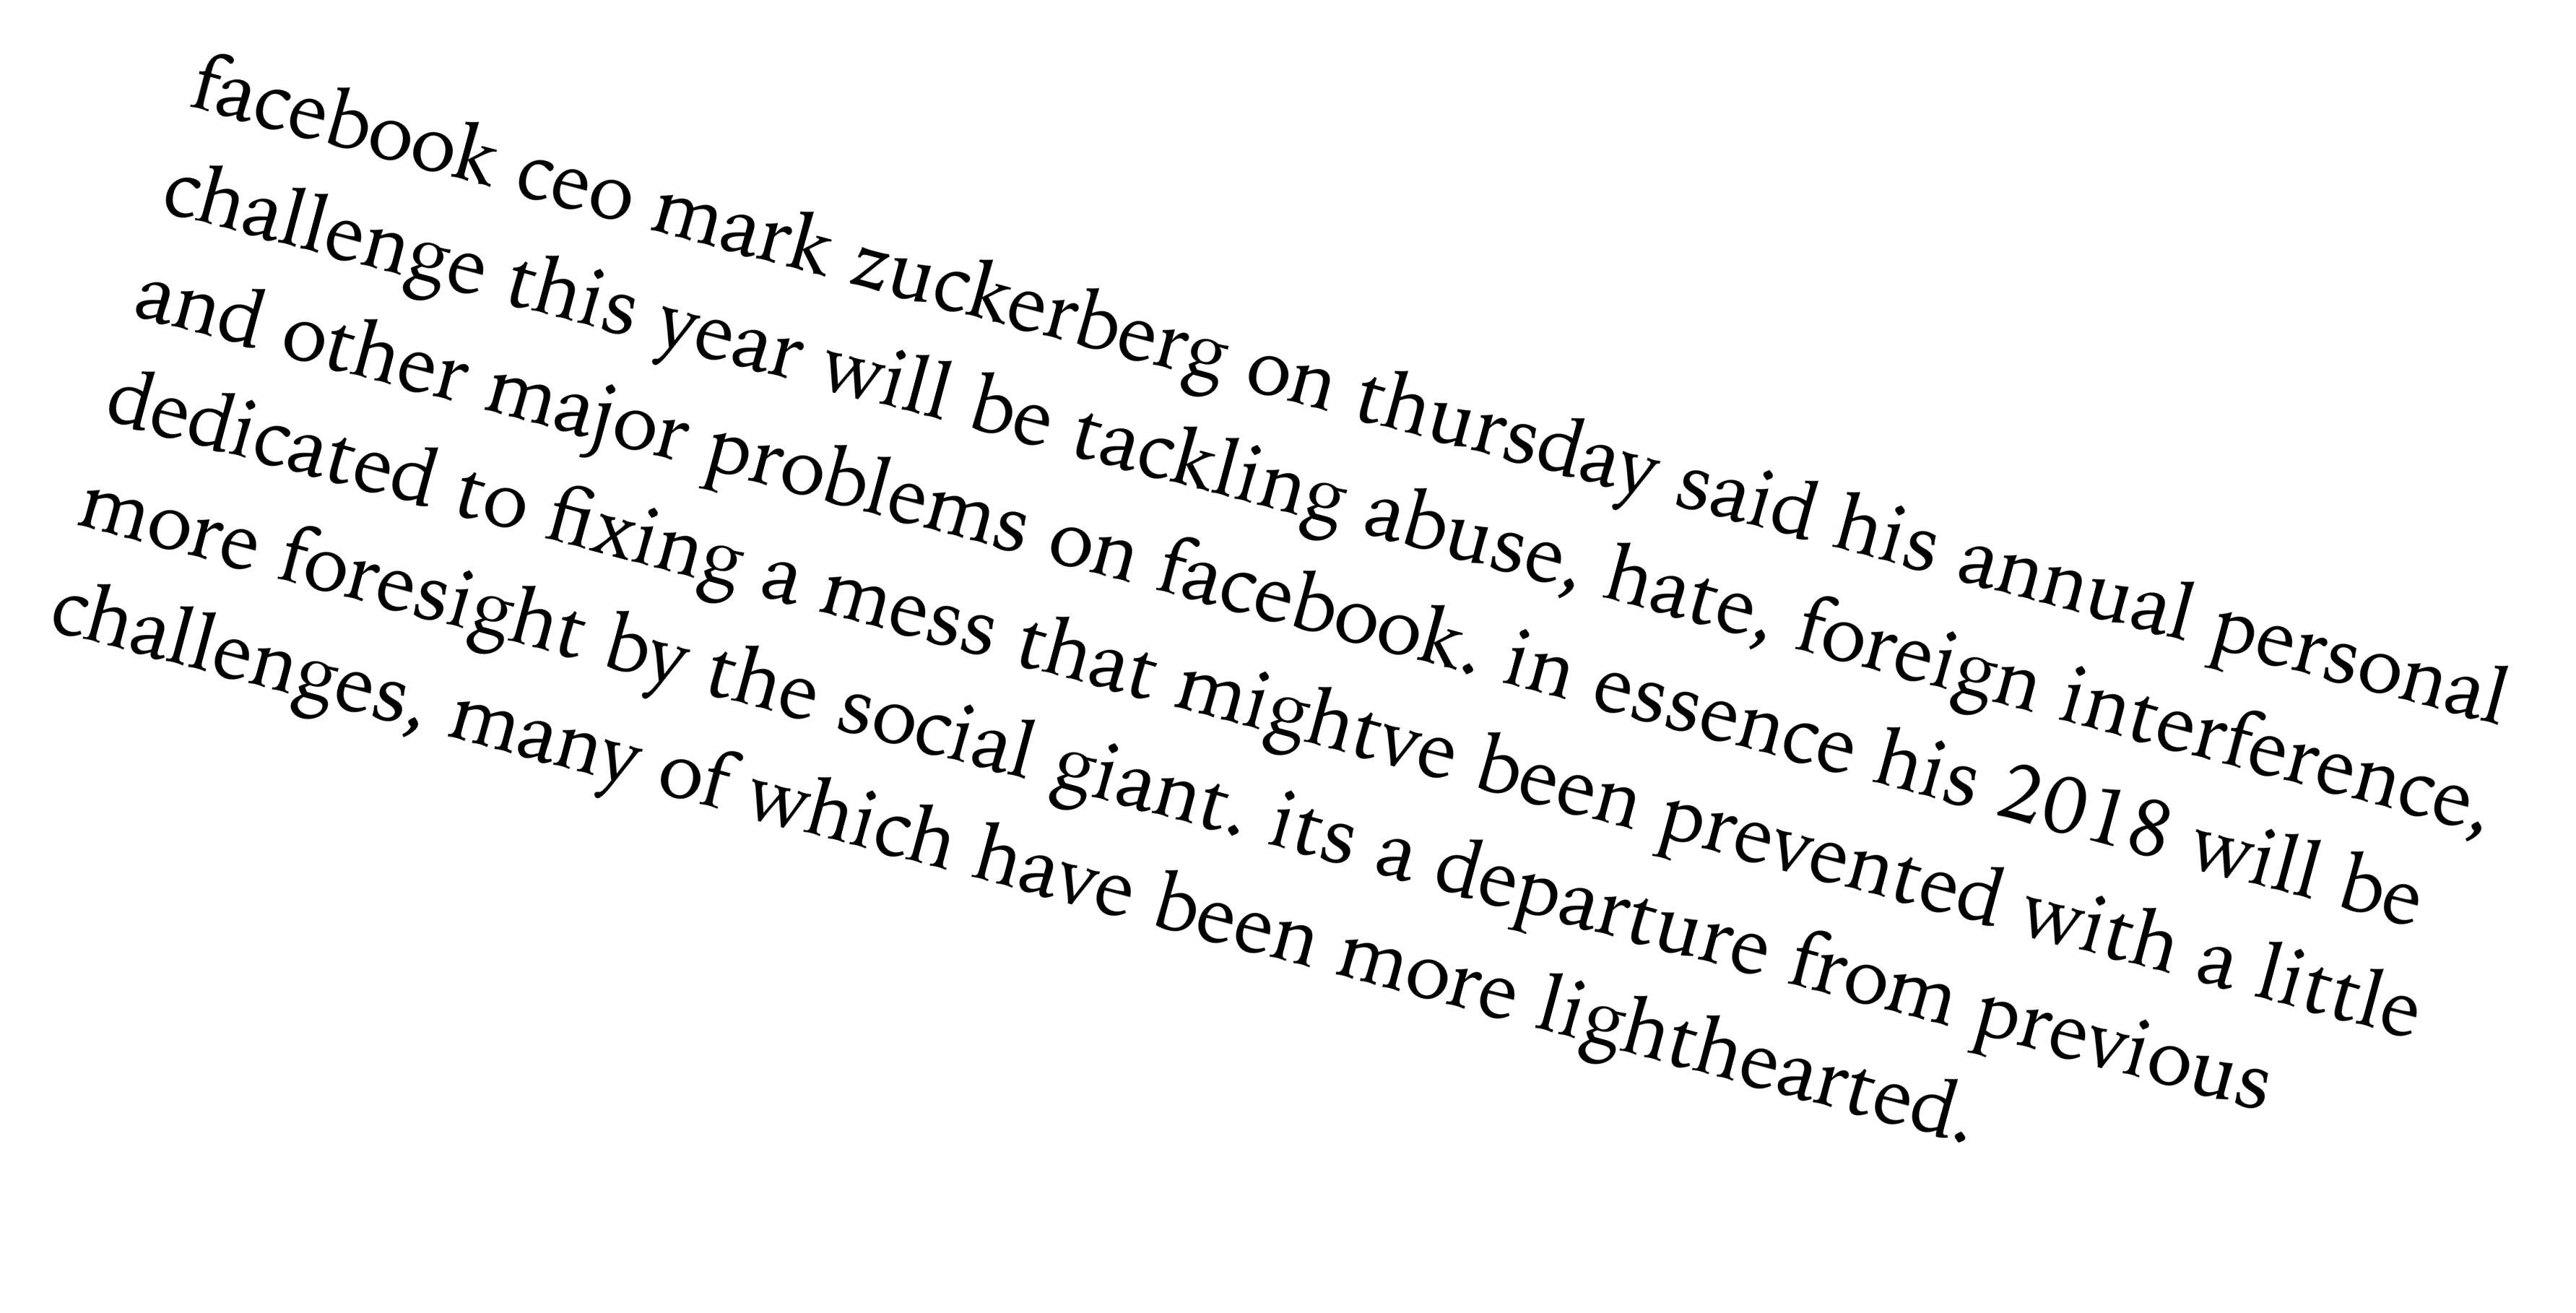 facebook ceo mark zuckerberg on thursday said his annual personal
challenge this year will be tackling abuse, hate, foreign interference,
and other major problems on facebook. in essence his 2018 will be
dedicated to fixing a mess that mightve been prevented with a little
more foresight by the social giant. its a departure from previous
challenges, many of which have been more lighthearted.